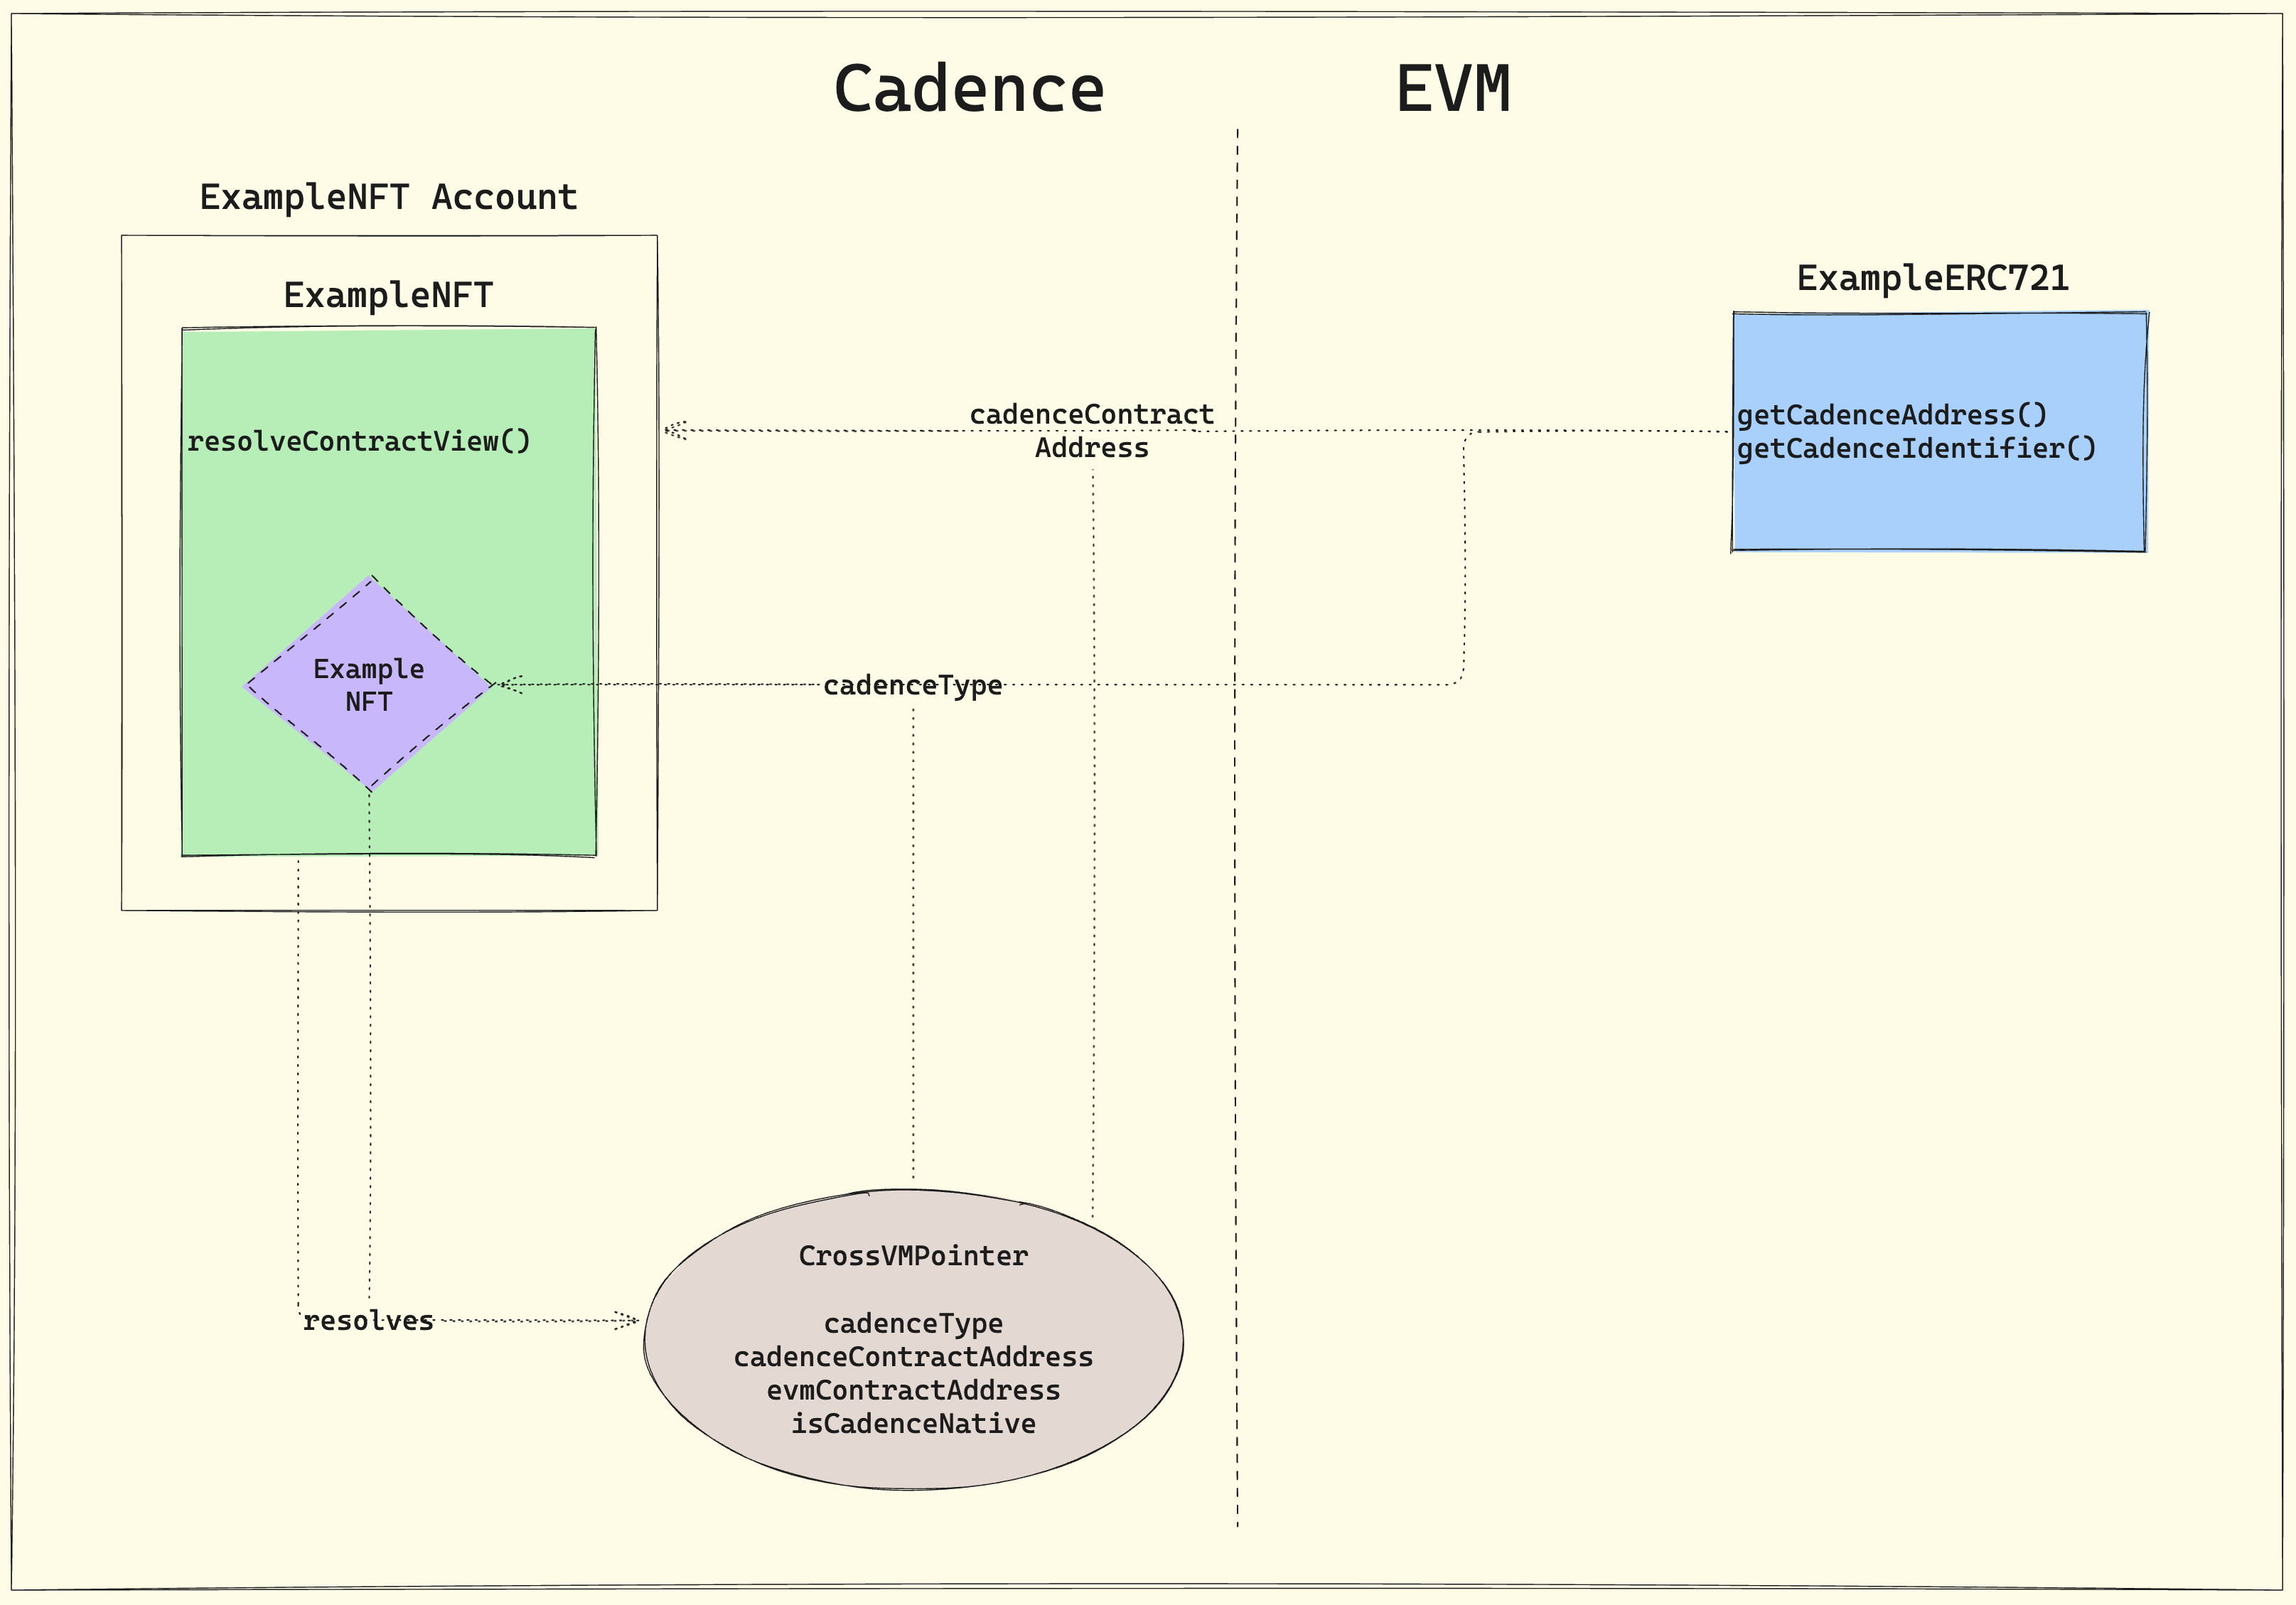 Cadence
EVM
ExampleNFT Account
ExampleNFT
ExampleERC721
resolveContractView()
cadenceContract
Address
getCadenceAddress()
getCadenceIdentifier()
Example
NFT
cadenceType
resolves
CrossVMPointer
cadenceType
cadenceContractAddress
evmContractAddress
isCadenceNative